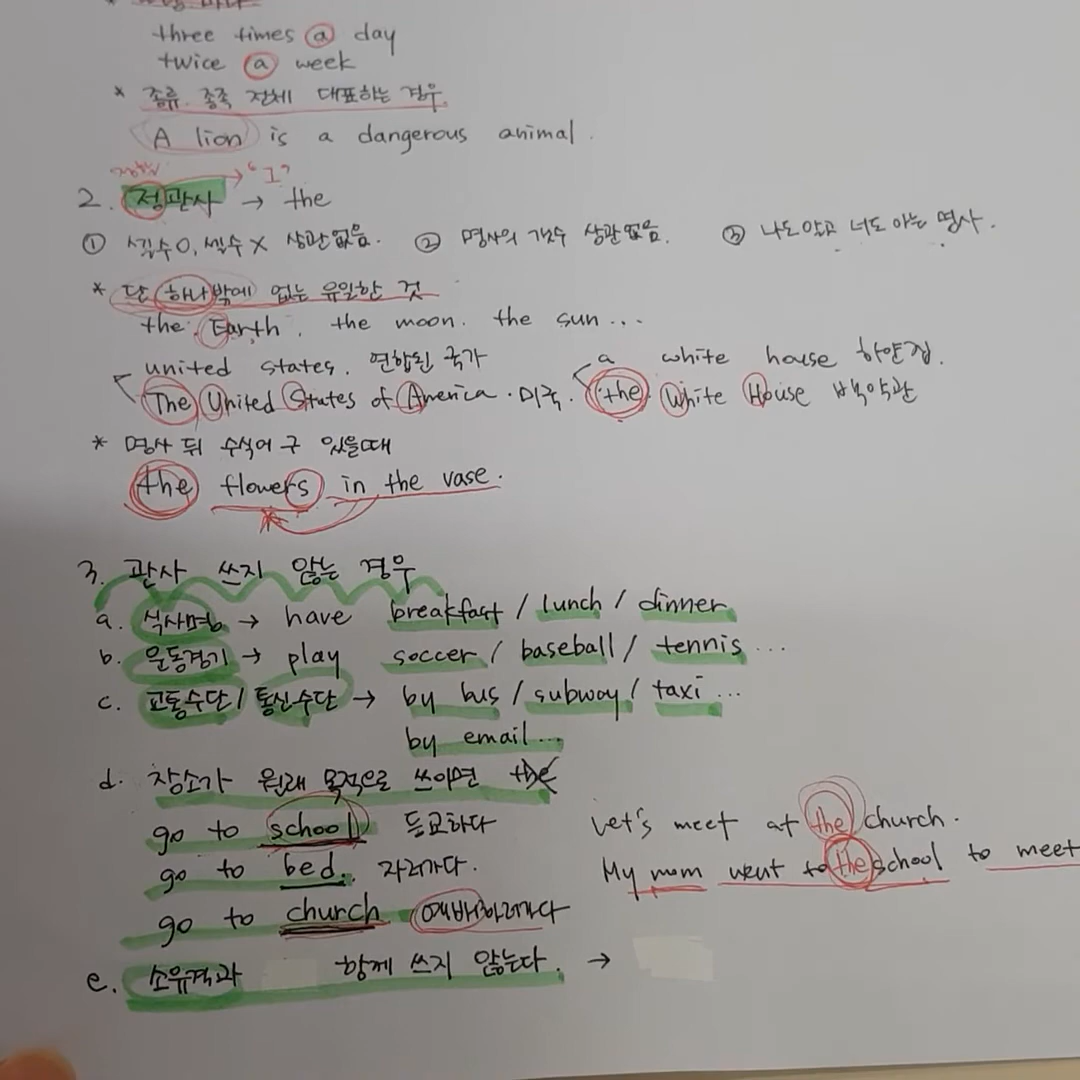 three times a day
twice a week
* 종류, 종족 전체 대표하는 경우.
A lion is a dangerous animal.
"그"
2. 정관사 → the
① 셀수O, 셀수X 상관없음. ② 명사의 갯수 상관없음. ③ 나도알고 너도 아는 명사.
* 단 하나밖에 없는 유일한 것
the Earth, the moon. the sun ...
united states. 연합된 국가 a white house 하얀집.
The United States of America. 미국. the White House 백악관
* 명사 뒤 수식어구 있을때
the flowers in the vase.
3. 관사 쓰지 않는 경우
a. 식사명 → have breakfast / lunch / dinner
b. 운동경기 → play soccer / baseball / tennis ...
c. 교통수단 / 통신수단 → by bus / subway / taxi ...
by email ...
d. 장소가 원래 목적으로 쓰이면 the
go to school 등교하다 Let's meet at the church.
go to bed. 자러가다. My mom went to the school to meet
go to church 예배하러가다
e. 소유격과 함께 쓰지 않는다. →